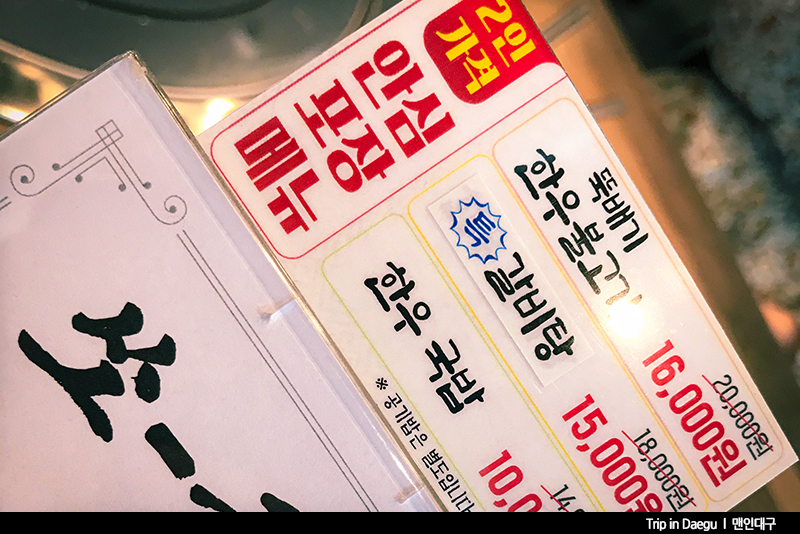 2인
가격
안심
포장
메뉴
뚝배기
한우불고기
20,000원
16,000원
특
갈비탕
18,000원
15,000원
한우 국밥
10,0
※ 공기밥은 별도입니다
Trip in Daegu | 맨인대구